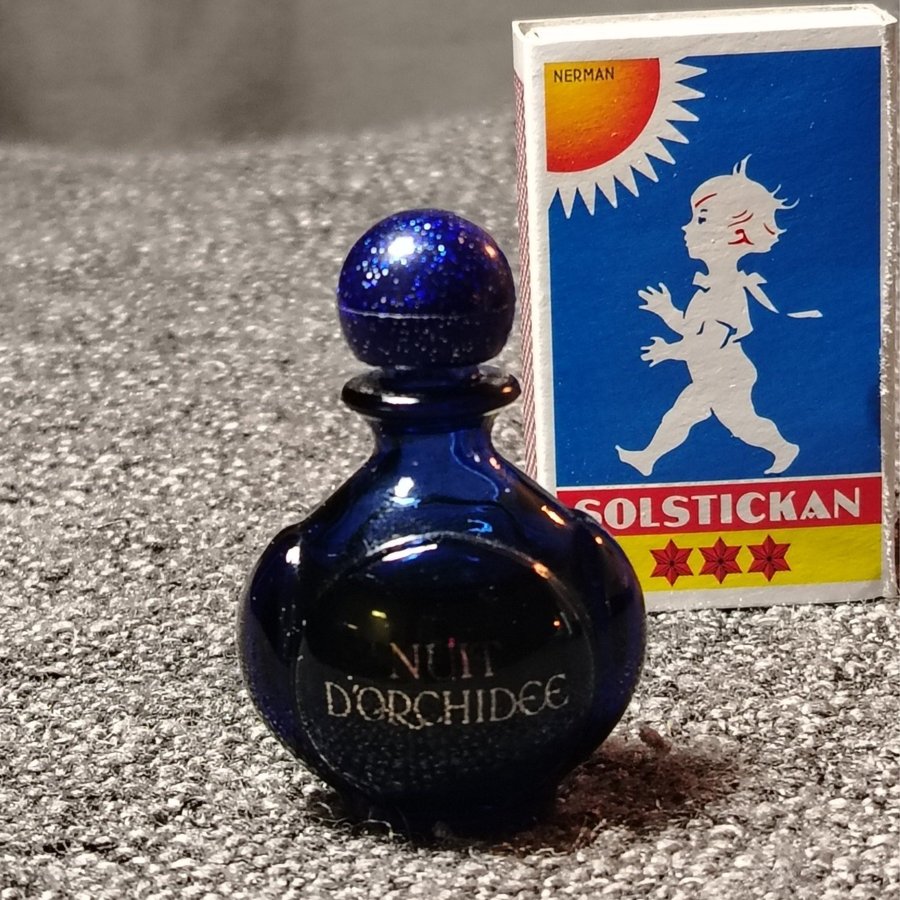 NERMAN
SOLSTICKAN
NUIT
D'ORCHIDEE